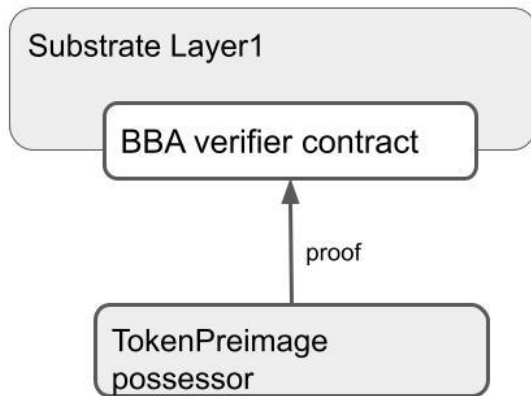 Substrate Layer1
BBA verifier contract
proof
TokenPreimage
possessor